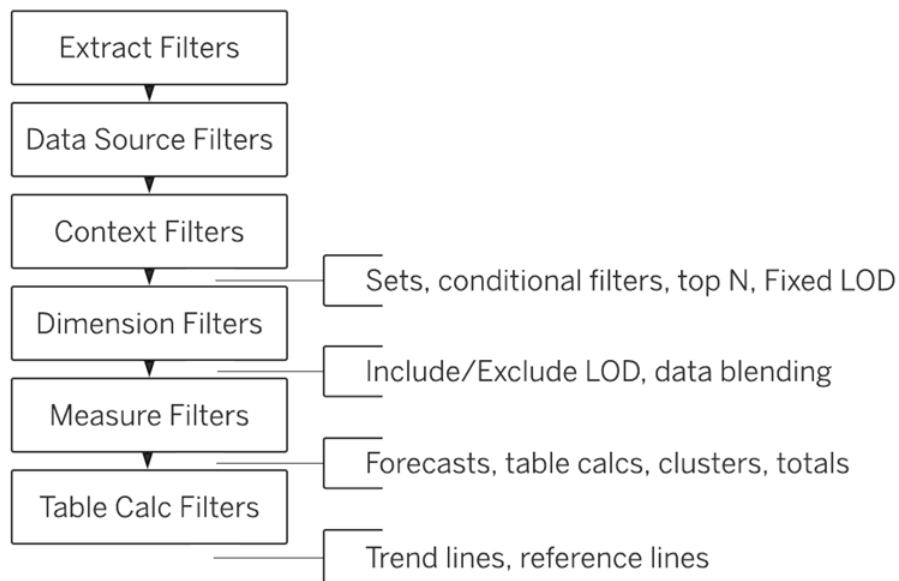 Extract Filters
Data Source Filters
Context Filters
Sets, conditional filters, top N, Fixed LOD
Dimension Filters
Include/Exclude LOD, data blending
Measure Filters
Forecasts, table calcs, clusters, totals
Table Calc Filters
Trend lines, reference lines